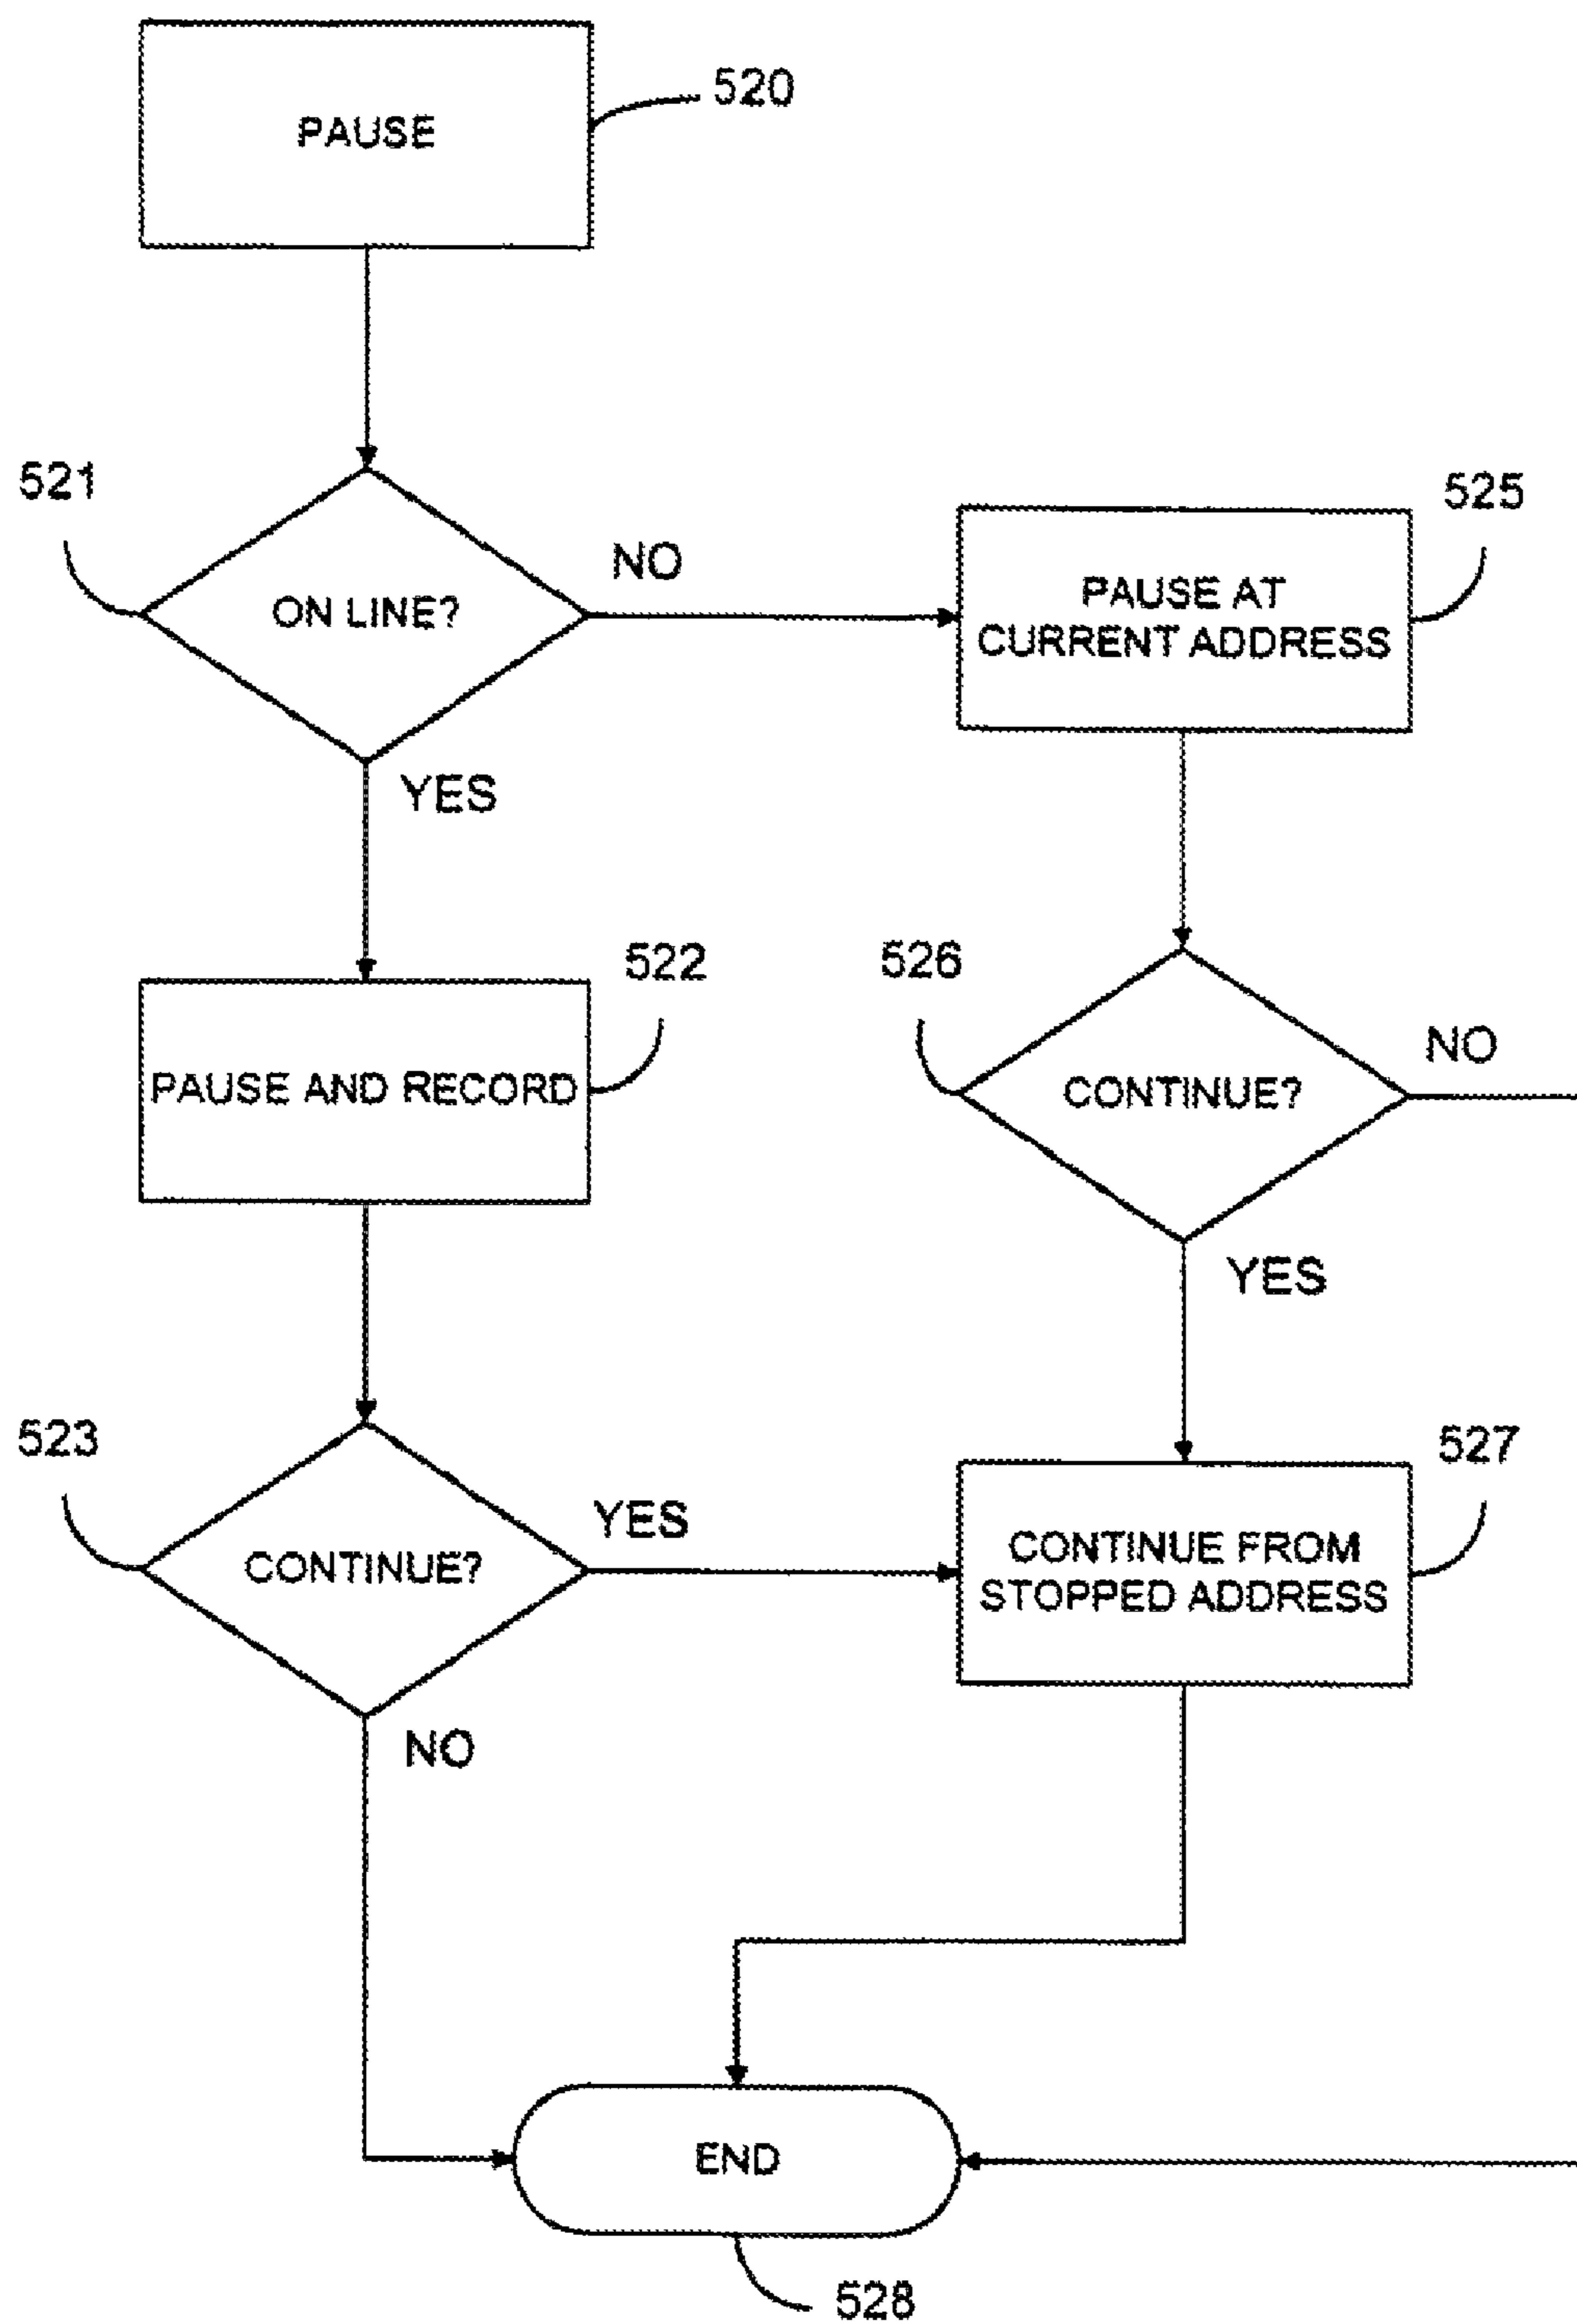 PAUSE
520
521
ON LINE?
NO
YES
PAUSE AT
CURRENT ADDRESS
525
PAUSE AND RECORD
522
526
CONTINUE?
NO
YES
523
CONTINUE?
YES
NO
CONTINUE FROM
STOPPED ADDRESS
527
END
528